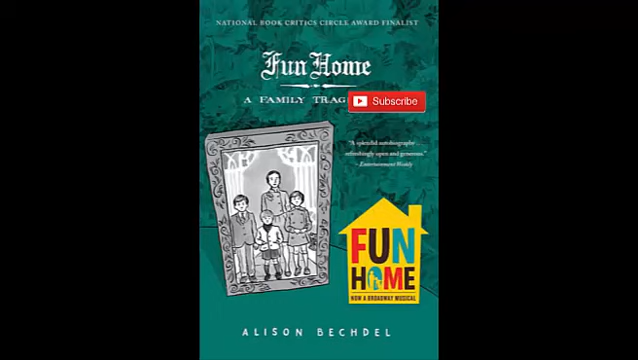 NATIONAL BOOK CRITICS CIRCLE AWARD FINALIST
Fun Home
A FAMILY TRAG
Subscribe
"A splendid autobiography
refreshingly open and generous."
—Entertainment Weekly
FUN
HOME
NOW A BROADWAY MUSICAL
ALISON BECHDEL